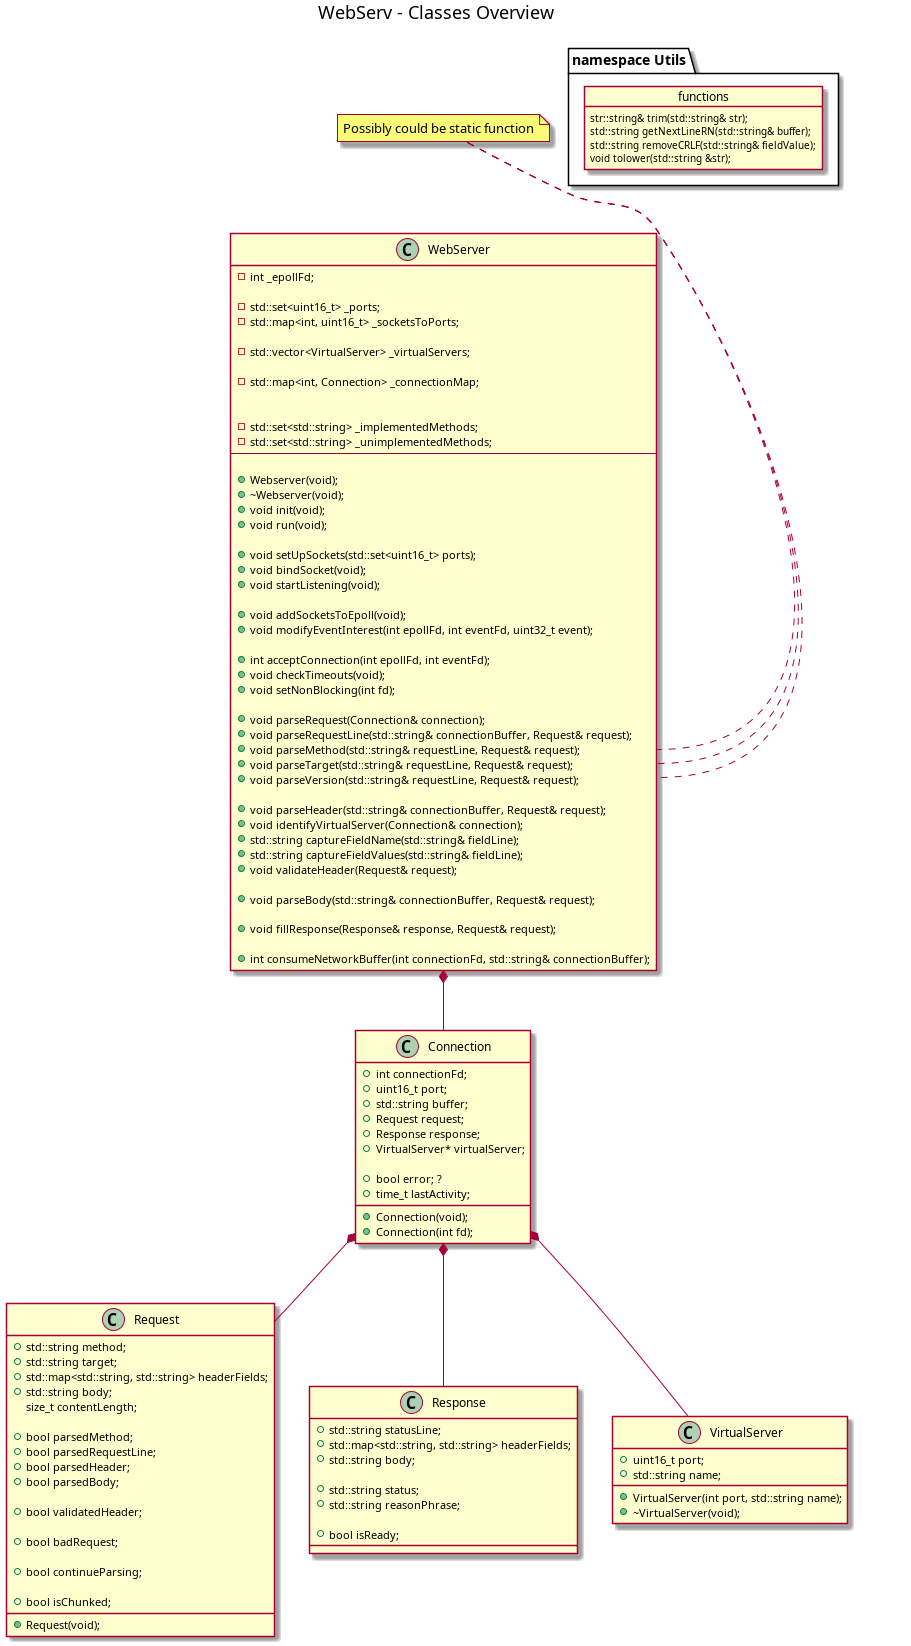 WebServ - Classes Overview
namespace Utils
functions
str::string& trim(std::string& str);
std::string getNextLineRN(std::string& buffer);
std::string removeCRLF(std::string& fieldValue);
void tolower(std::string &str);
Possibly could be static function
C WebServer
int _epollFd;
std::set<uint16_t> _ports;
std::map<int, uint16_t> _socketsToPorts;
std::vector<VirtualServer> _virtualServers;
std::map<int, Connection> _connectionMap;
std::set<std::string> _implementedMethods;
std::set<std::string> _unimplementedMethods;
Webserver(void);
~Webserver(void);
void init(void);
void run(void);
void setUpSockets(std::set<uint16_t> ports);
void bindSocket(void);
void startListening(void);
void addSocketsToEpoll(void);
void modifyEventInterest(int epollFd, int eventFd, uint32_t event);
int acceptConnection(int epollFd, int eventFd);
void checkTimeouts(void);
void setNonBlocking(int fd);
void parseRequest(Connection& connection);
void parseRequestLine(std::string& connectionBuffer, Request& request);
void parseMethod(std::string& requestLine, Request& request);
void parseTarget(std::string& requestLine, Request& request);
void parseVersion(std::string& requestLine, Request& request);
void parseHeader(std::string& connectionBuffer, Request& request);
void identifyVirtualServer(Connection& connection);
std::string captureFieldName(std::string& fieldLine);
std::string captureFieldValues(std::string& fieldLine);
void validateHeader(Request& request);
void parseBody(std::string& connectionBuffer, Request& request);
void fillResponse(Response& response, Request& request);
int consumeNetworkBuffer(int connectionFd, std::string& connectionBuffer);
C Connection
int connectionFd;
uint16_t port;
std::string buffer;
Request request;
Response response;
VirtualServer* virtualServer;
bool error; ?
time_t lastActivity;
Connection(void);
Connection(int fd);
C Request
std::string method;
std::string target;
std::map<std::string, std::string> headerFields;
std::string body;
size_t contentLength;
bool parsedMethod;
bool parsedRequestLine;
bool parsedHeader;
bool parsedBody;
bool validatedHeader;
bool badRequest;
bool continueParsing;
bool isChunked;
Request(void);
C Response
std::string statusLine;
std::map<std::string, std::string> headerFields;
std::string body;
std::string status;
std::string reasonPhrase;
bool isReady;
C VirtualServer
uint16_t port;
std::string name;
VirtualServer(int port, std::string name);
~VirtualServer(void);